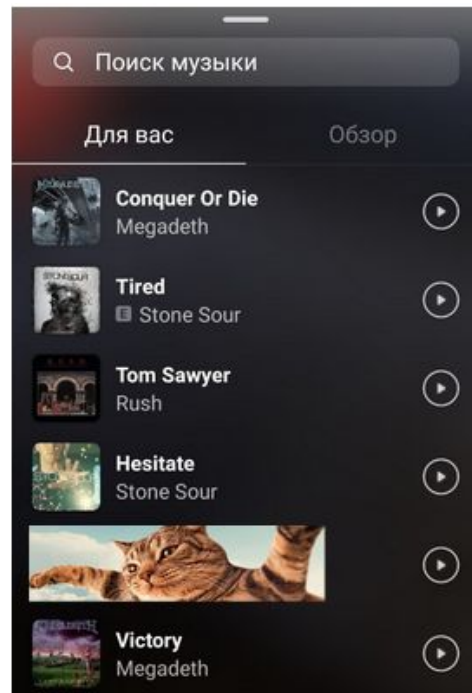 Поиск музыки
Для вас
Обзор
Conquer Or Die
Megadeth
Tired
E Stone Sour
Tom Sawyer
Rush
Hesitate
Stone Sour
Victory
Megadeth